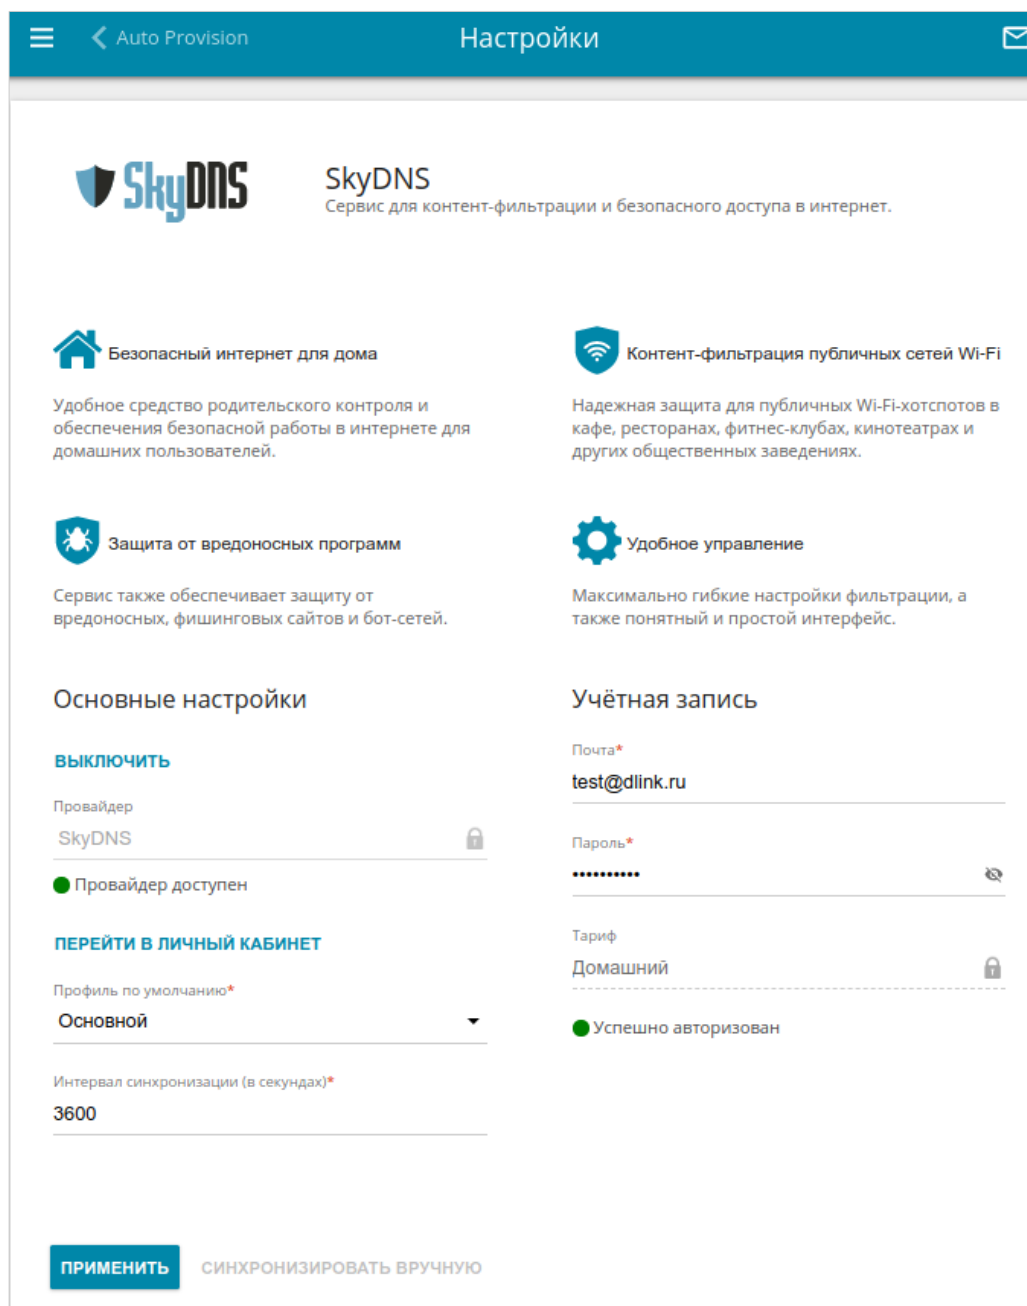 Auto Provision
Настройки
SkyDNS
SkyDNS
Сервис для контент-фильтрации и безопасного доступа в интернет.
Безопасный интернет для дома
Удобное средство родительского контроля и
обеспечения безопасной работы в интернете для
домашних пользователей.
Контент-фильтрация публичных сетей Wi-Fi
Надежная защита для публичных Wi-Fi-хотспотов в
кафе, ресторанах, фитнес-клубах, кинотеатрах и
других общественных заведениях.
Защита от вредоносных программ
Сервис также обеспечивает защиту от
вредоносных, фишинговых сайтов и бот-сетей.
Удобное управление
Максимально гибкие настройки фильтрации, а
также понятный и простой интерфейс.
Основные настройки
ВЫКЛЮЧИТЬ
Провайдер
SkyDNS
Провайдер доступен
ПЕРЕЙТИ В ЛИЧНЫЙ КАБИНЕТ
Профиль по умолчанию*
Основной
Интервал синхронизации (в секундах)*
3600
Учётная запись
Почта*
test@dlink.ru
Пароль*
••••••••••
Тариф
Домашний
Успешно авторизован
ПРИМЕНИТЬ
СИНХРОНИЗИРОВАТЬ ВРУЧНУЮ